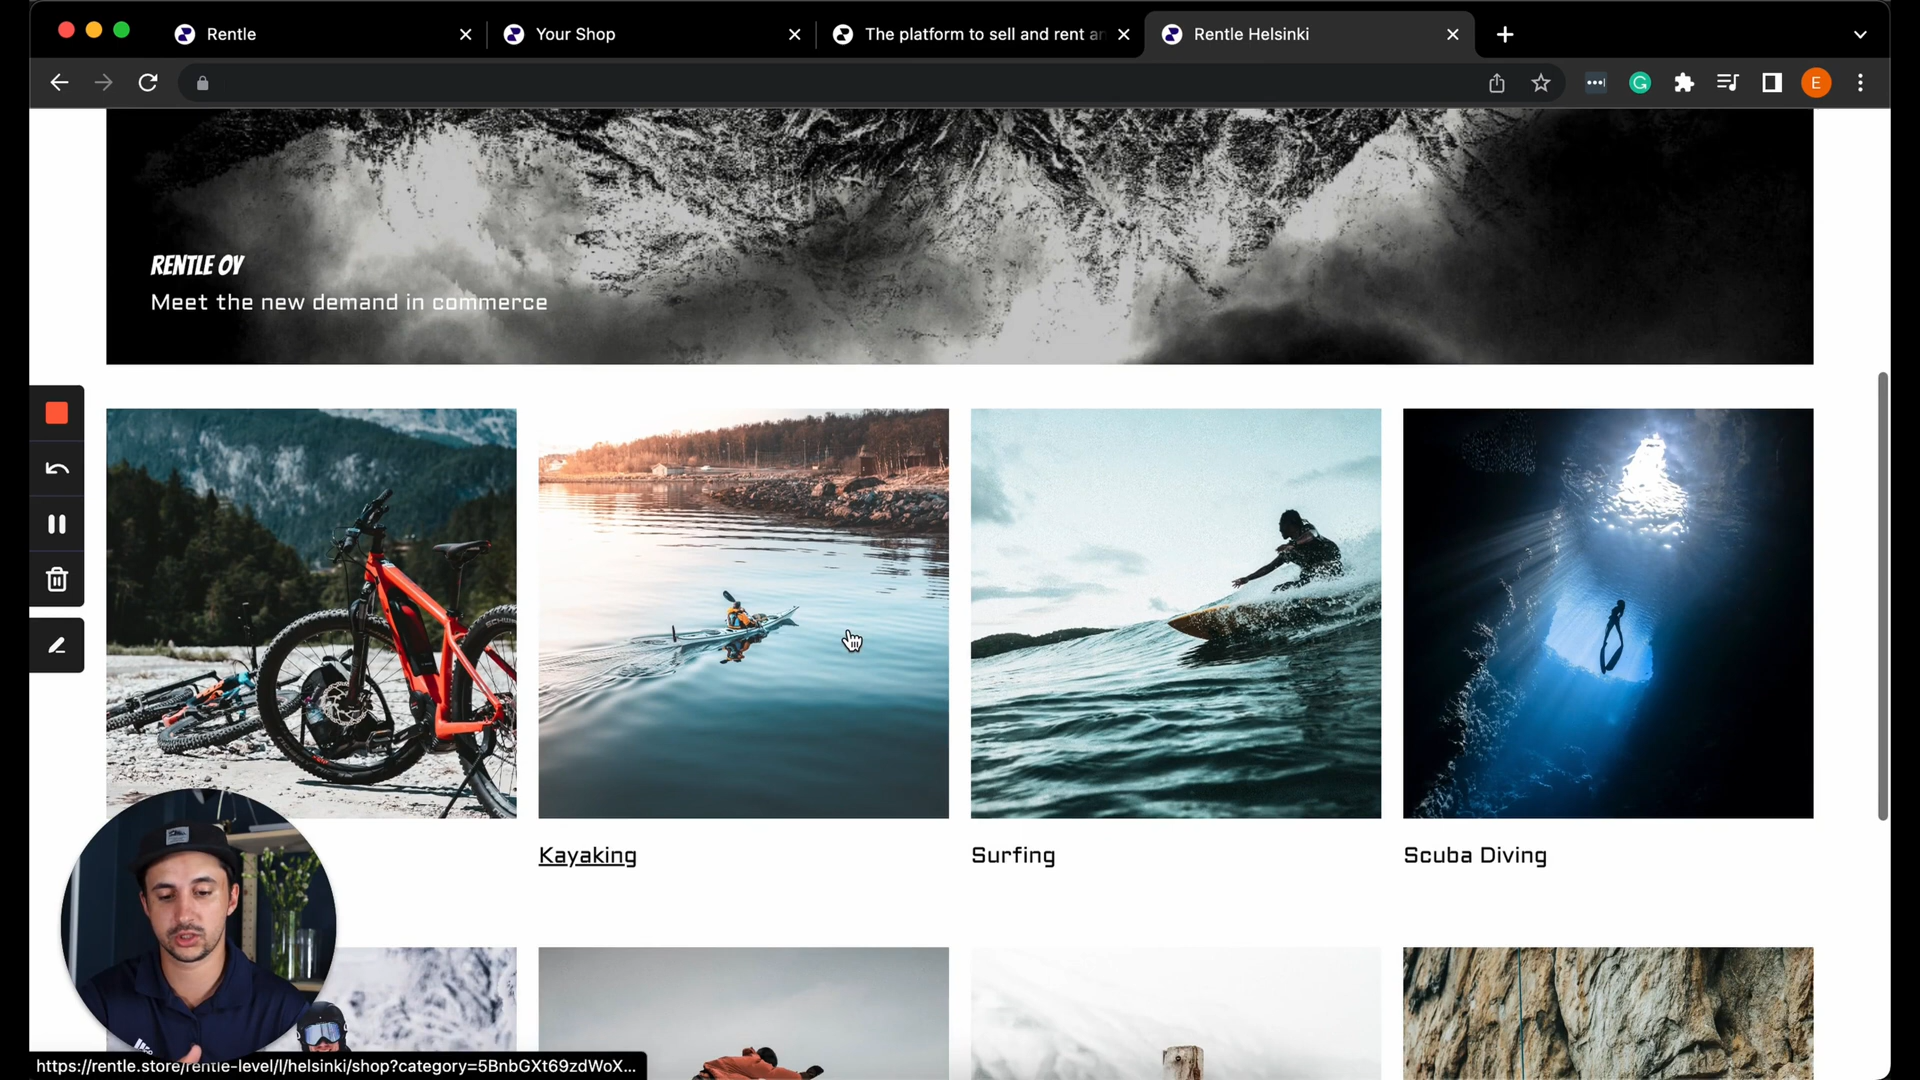 Rentle
Your Shop
The platform to sell and rent an
Rentle Helsinki
E
RENTLE OY
Meet the new demand in commerce
Kayaking
Surfing
Scuba Diving
https://rentle.store/rentle-level/l/helsinki/shop?category=5BnbGXt69zdWoX...